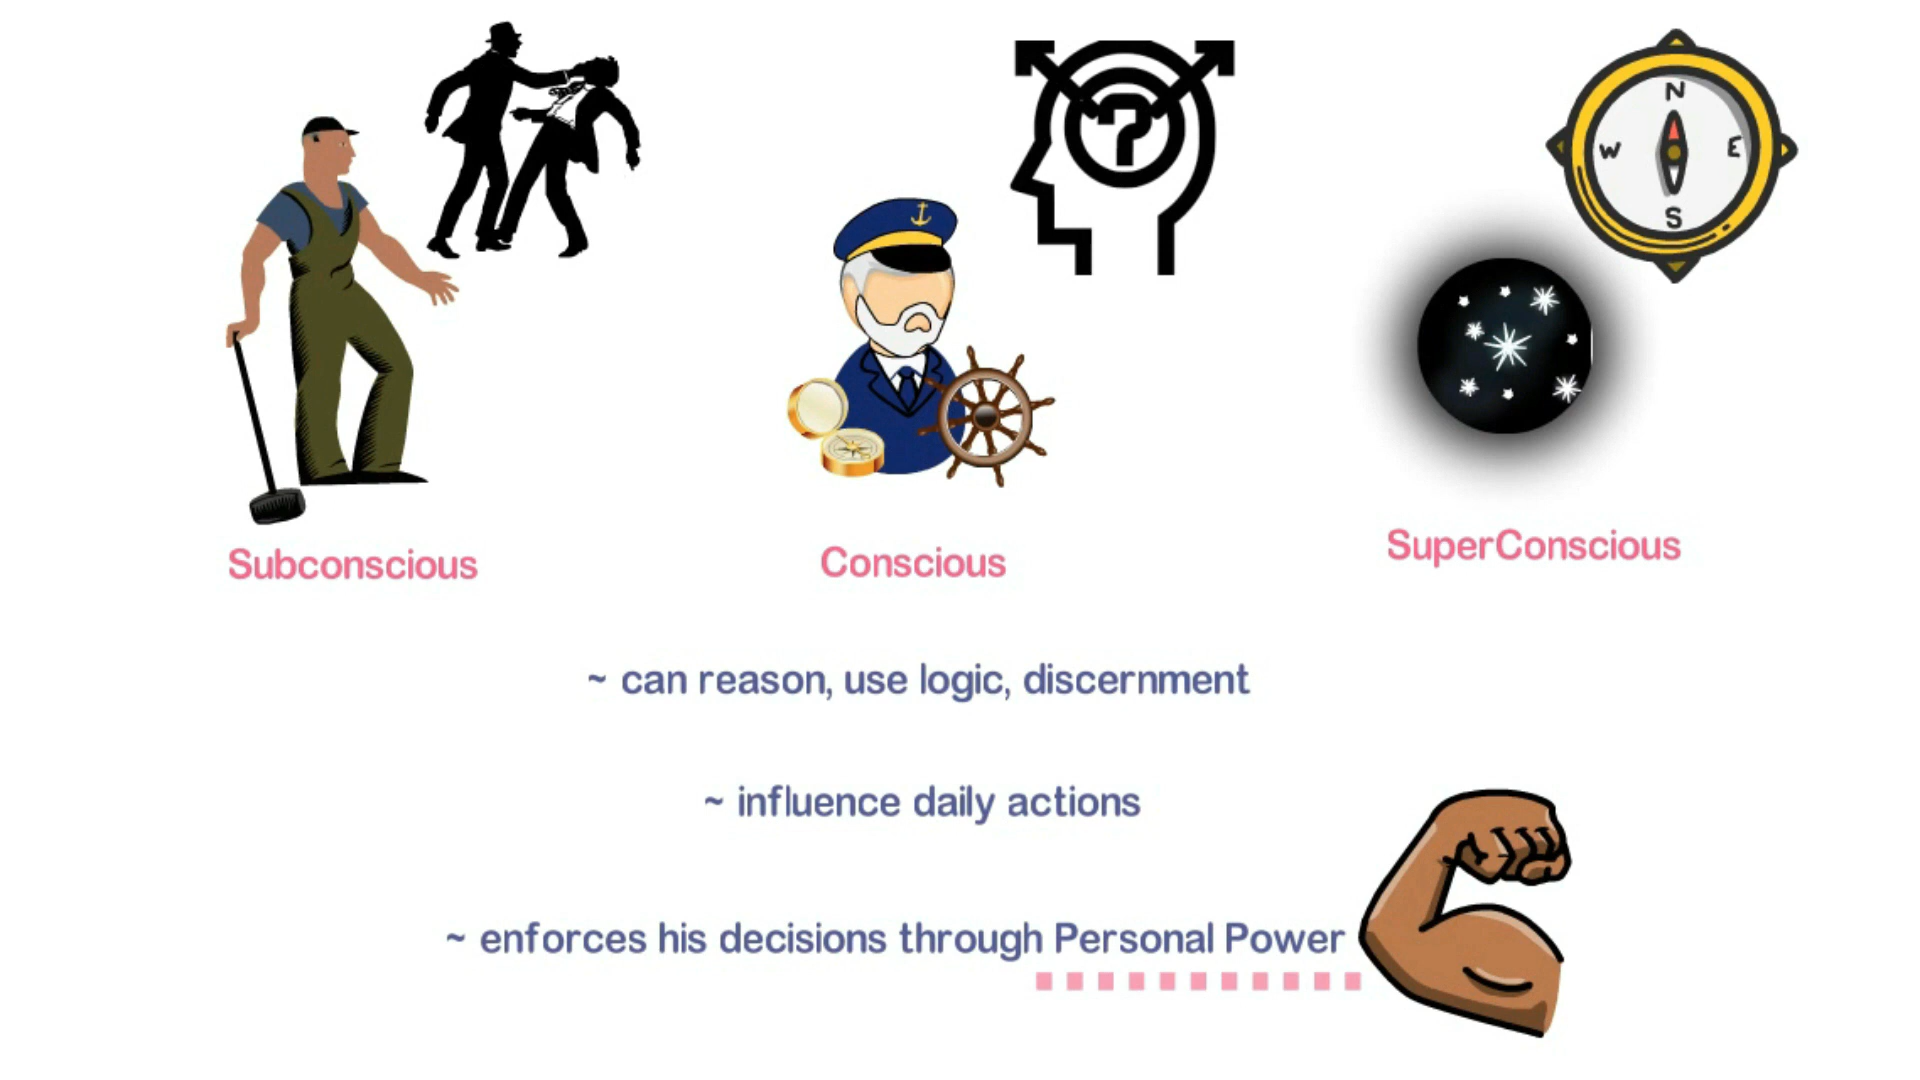 N
W E
S
?
Subconscious
Conscious
SuperConscious
~ can reason, use logic, discernment
~ influence daily actions
~ enforces his decisions through Personal Power